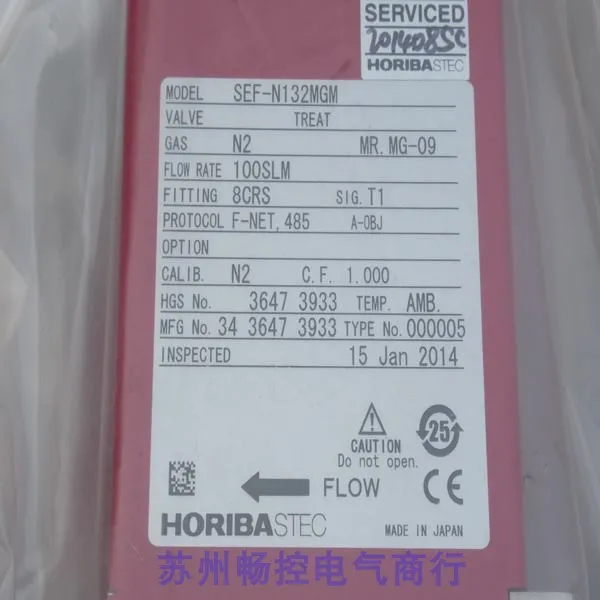 SERVICED
201408SC
HORIBASTEC
MODEL SEF-N132MGM
VALVE TREAT
GAS N2 MR.MG-09
FLOW RATE 100SLM
FITTING 8CRS SIG.T1
PROTOCOL F-NET,485 A-OBJ
OPTION
CALIB. N2 C.F. 1.000
HGS No. 3647 3933 TEMP. AMB.
MFG No. 34 3647 3933 TYPE No. 000005
INSPECTED 15 Jan 2014
25
CAUTION
Do not open.
FLOW CE
HORIBASTEC MADE IN JAPAN
苏州畅控电气商行